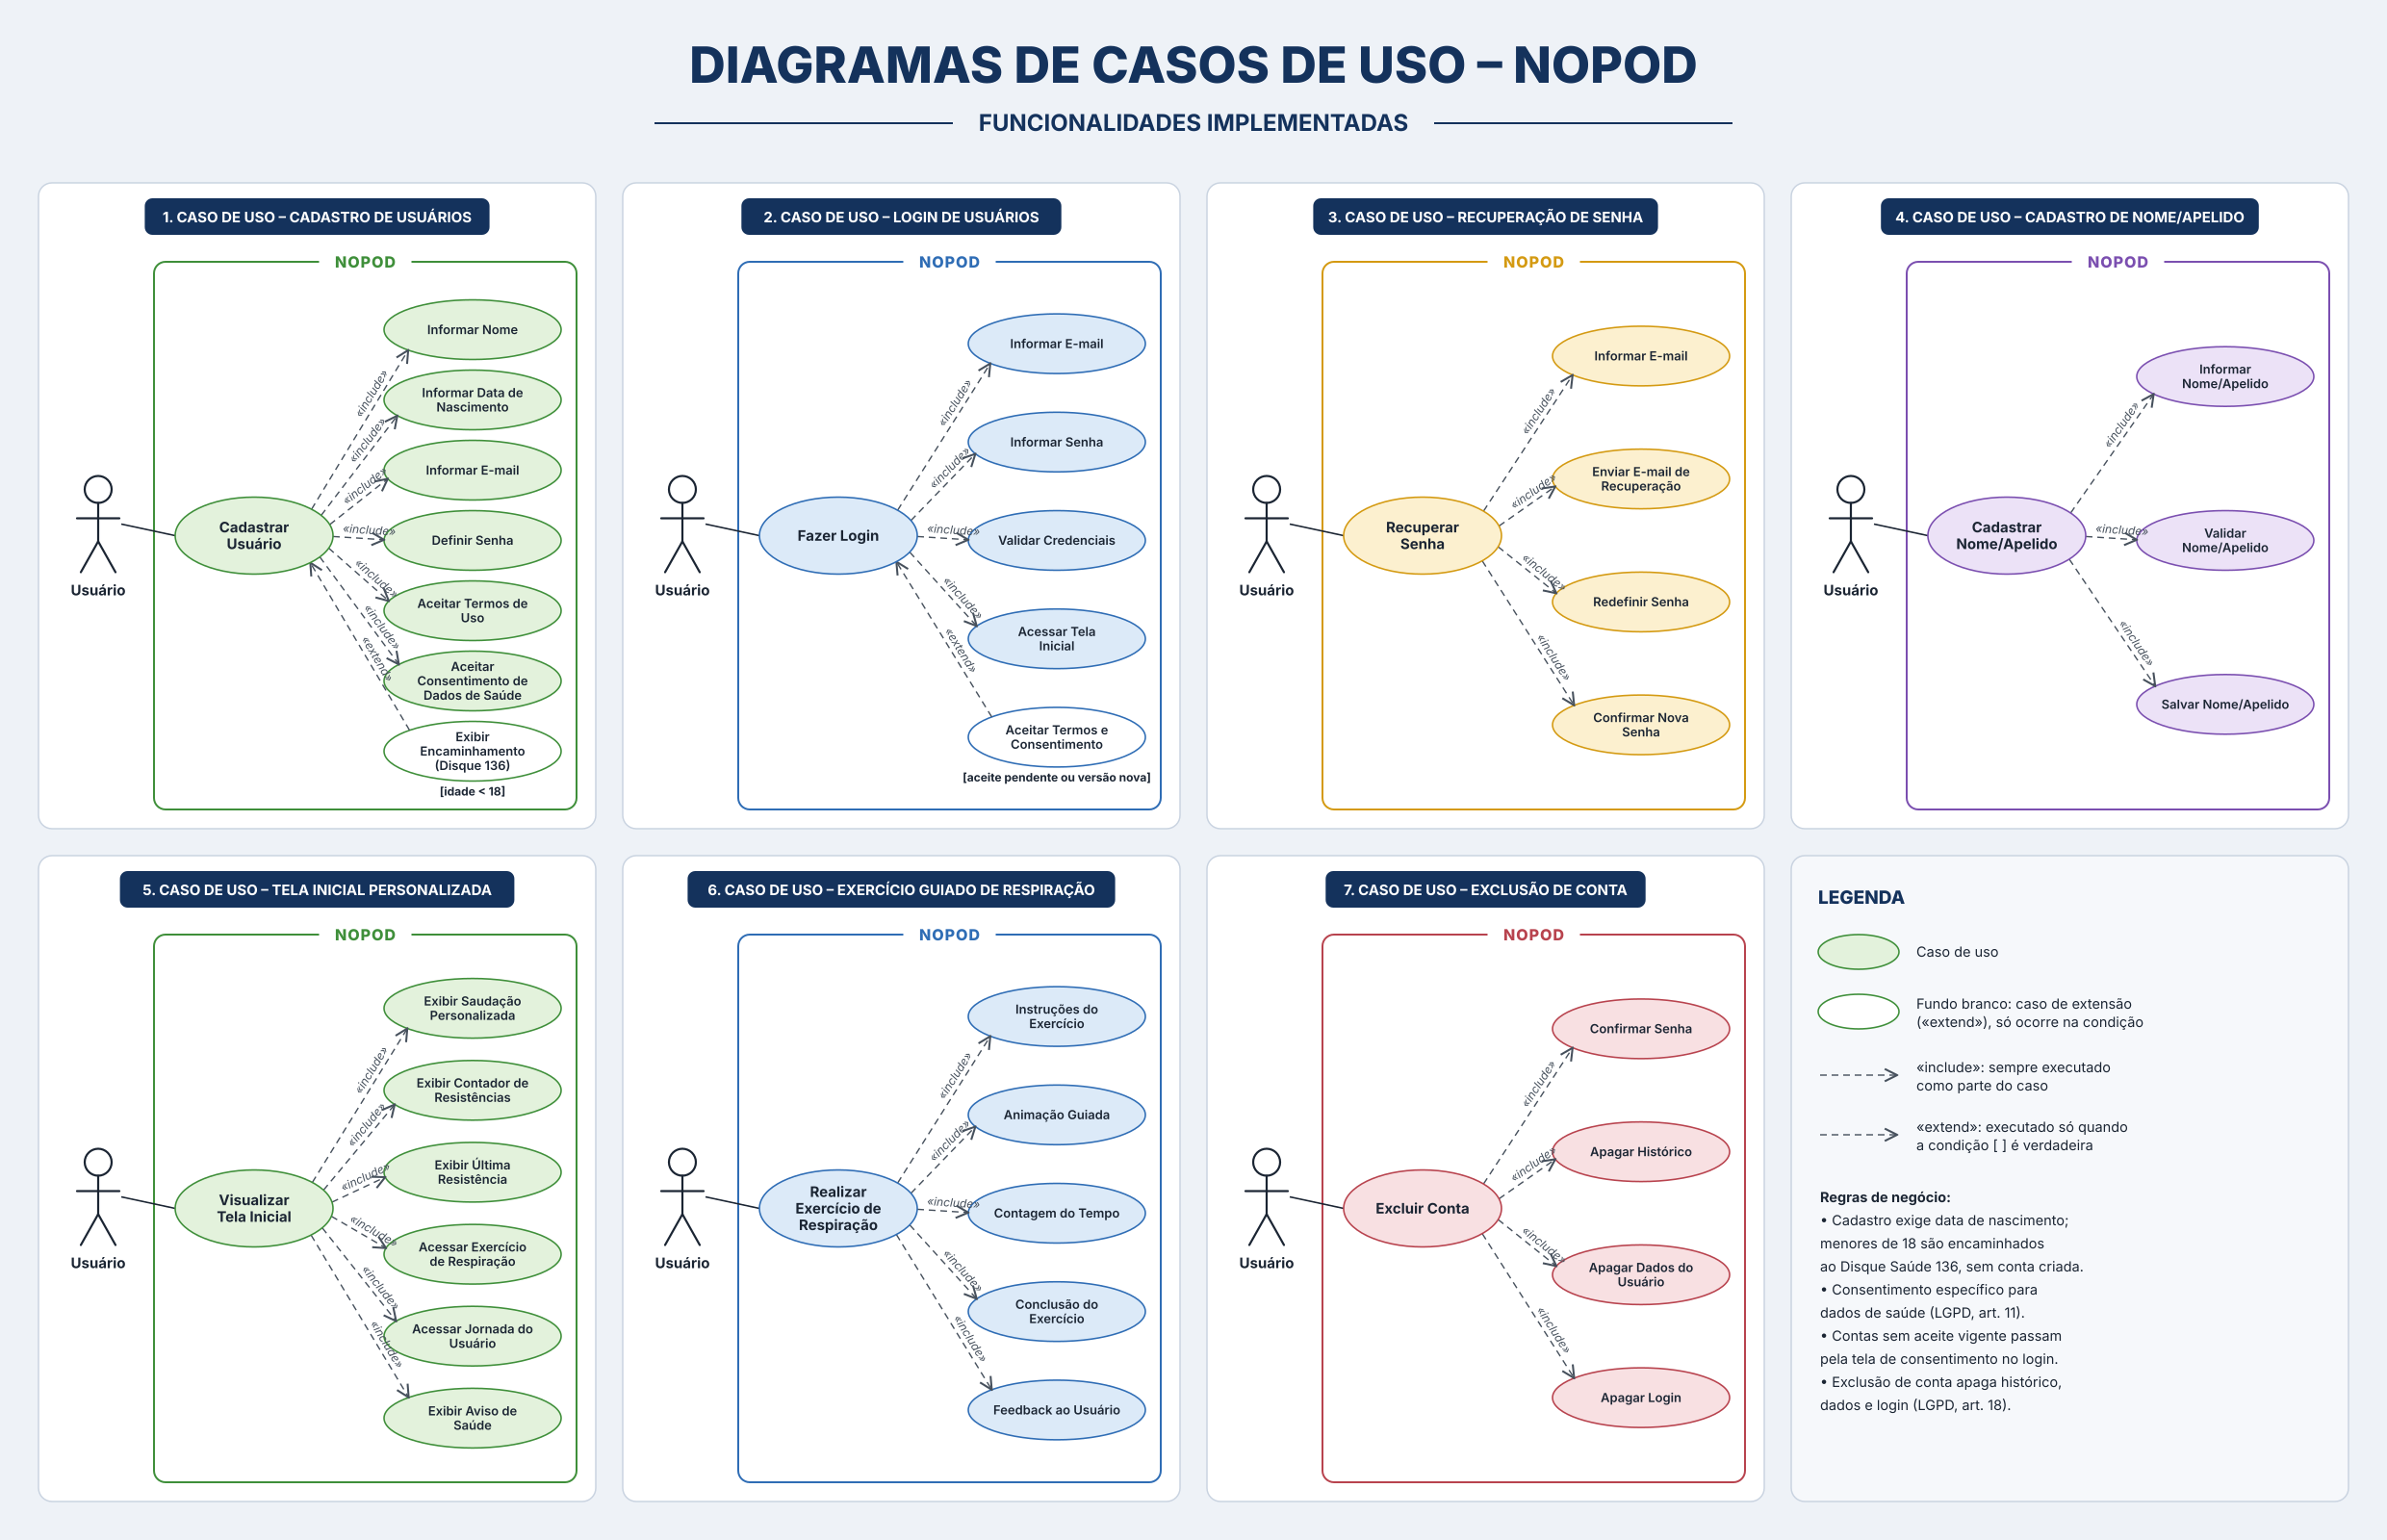 DIAGRAMAS DE CASOS DE USO – NOPOD
FUNCIONALIDADES IMPLEMENTADAS
1. CASO DE USO – CADASTRO DE USUÁRIOS
NOPOD
Usuário
Cadastrar
Usuário
«include»
Informar Nome
«include»
Informar Data de
Nascimento
«include»
Informar E-mail
«include»
Definir Senha
«include»
Aceitar Termos de
Uso
«include»
Aceitar
Consentimento de
Dados de Saúde
«extend»
Exibir
Encaminhamento
(Disque 136)
[idade < 18]
2. CASO DE USO – LOGIN DE USUÁRIOS
NOPOD
Usuário
Fazer Login
«include»
Informar E-mail
«include»
Informar Senha
«include»
Validar Credenciais
«include»
Acessar Tela
Inicial
«extend»
Aceitar Termos e
Consentimento
[aceite pendente ou versão nova]
3. CASO DE USO – RECUPERAÇÃO DE SENHA
NOPOD
Usuário
Recuperar
Senha
«include»
Informar E-mail
«include»
Enviar E-mail de
Recuperação
«include»
Redefinir Senha
«include»
Confirmar Nova
Senha
4. CASO DE USO – CADASTRO DE NOME/APELIDO
NOPOD
Usuário
Cadastrar
Nome/Apelido
«include»
Informar
Nome/Apelido
«include»
Validar
Nome/Apelido
«include»
Salvar Nome/Apelido
5. CASO DE USO – TELA INICIAL PERSONALIZADA
NOPOD
Usuário
Visualizar
Tela Inicial
«include»
Exibir Saudação
Personalizada
«include»
Exibir Contador de
Resistências
«include»
Exibir Última
Resistência
«include»
Acessar Exercício
de Respiração
«include»
Acessar Jornada do
Usuário
«include»
Exibir Aviso de
Saúde
6. CASO DE USO – EXERCÍCIO GUIADO DE RESPIRAÇÃO
NOPOD
Usuário
Realizar
Exercício de
Respiração
«include»
Instruções do
Exercício
«include»
Animação Guiada
«include»
Contagem do Tempo
«include»
Conclusão do
Exercício
«include»
Feedback ao Usuário
7. CASO DE USO – EXCLUSÃO DE CONTA
NOPOD
Usuário
Excluir Conta
«include»
Confirmar Senha
«include»
Apagar Histórico
«include»
Apagar Dados do
Usuário
«include»
Apagar Login
LEGENDA
Caso de uso
Fundo branco: caso de extensão
(«extend»), só ocorre na condição
«include»: sempre executado
como parte do caso
«extend»: executado só quando
a condição [ ] é verdadeira
Regras de negócio:
• Cadastro exige data de nascimento;
menores de 18 são encaminhados
ao Disque Saúde 136, sem conta criada.
• Consentimento específico para
dados de saúde (LGPD, art. 11).
• Contas sem aceite vigente passam
pela tela de consentimento no login.
• Exclusão de conta apaga histórico,
dados e login (LGPD, art. 18).